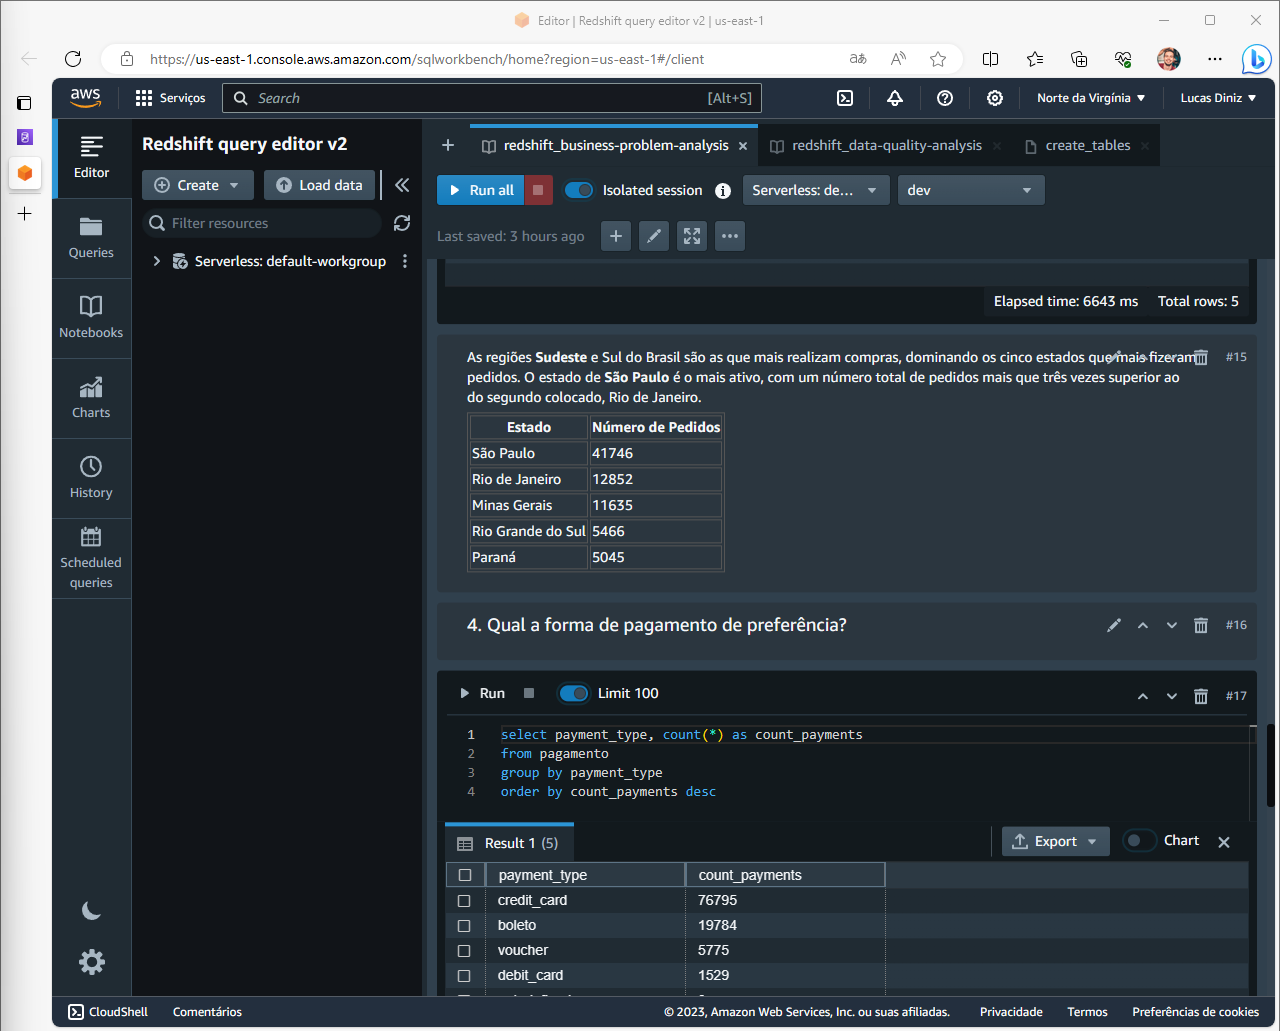 Editor | Redshift query editor v2 | us-east-1
https://us-east-1.console.aws.amazon.com/sqlworkbench/home?region=us-east-1#/client
aws
Serviços
Search
[Alt+S]
Norte da Virgínia
Lucas Diniz
Editor
Queries
Notebooks
Charts
History
Scheduled
queries
Redshift query editor v2
Create
Load data
Filter resources
Serverless: default-workgroup
redshift_business-problem-analysis
redshift_data-quality-analysis
create_tables
Run all
Isolated session
Serverless: de...
dev
Last saved: 3 hours ago
Elapsed time: 6643 ms
Total rows: 5
As regiões Sudeste e Sul do Brasil são as que mais realizam compras, dominando os cinco estados que mais fizeram
pedidos. O estado de São Paulo é o mais ativo, com um número total de pedidos mais que três vezes superior ao
do segundo colocado, Rio de Janeiro.
#15
Estado Número de Pedidos
São Paulo 41746
Rio de Janeiro 12852
Minas Gerais 11635
Rio Grande do Sul 5466
Paraná 5045
4. Qual a forma de pagamento de preferência?
#16
Run
Limit 100
#17
1 select payment_type, count(*) as count_payments
2 from pagamento
3 group by payment_type
4 order by count_payments desc
Result 1 (5)
Export
Chart
payment_type count_payments
credit_card 76795
boleto 19784
voucher 5775
debit_card 1529
CloudShell
Comentários
© 2023, Amazon Web Services, Inc. ou suas afiliadas.
Privacidade
Termos
Preferências de cookies